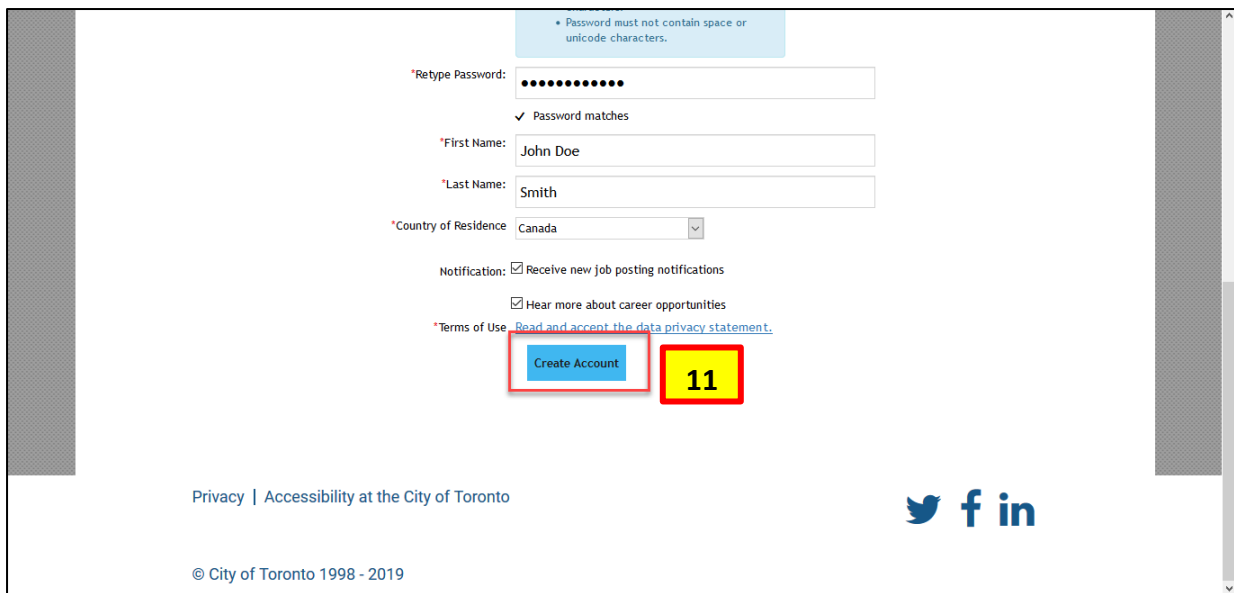 • Password must not contain space or
unicode characters.
*Retype Password:
●●●●●●●●●●●●
✓ Password matches
*First Name: John Doe
*Last Name: Smith
*Country of Residence Canada
Notification: Receive new job posting notifications
Hear more about career opportunities
*Terms of Use Read and accept the data privacy statement.
Create Account
11
Privacy | Accessibility at the City of Toronto
© City of Toronto 1998 - 2019